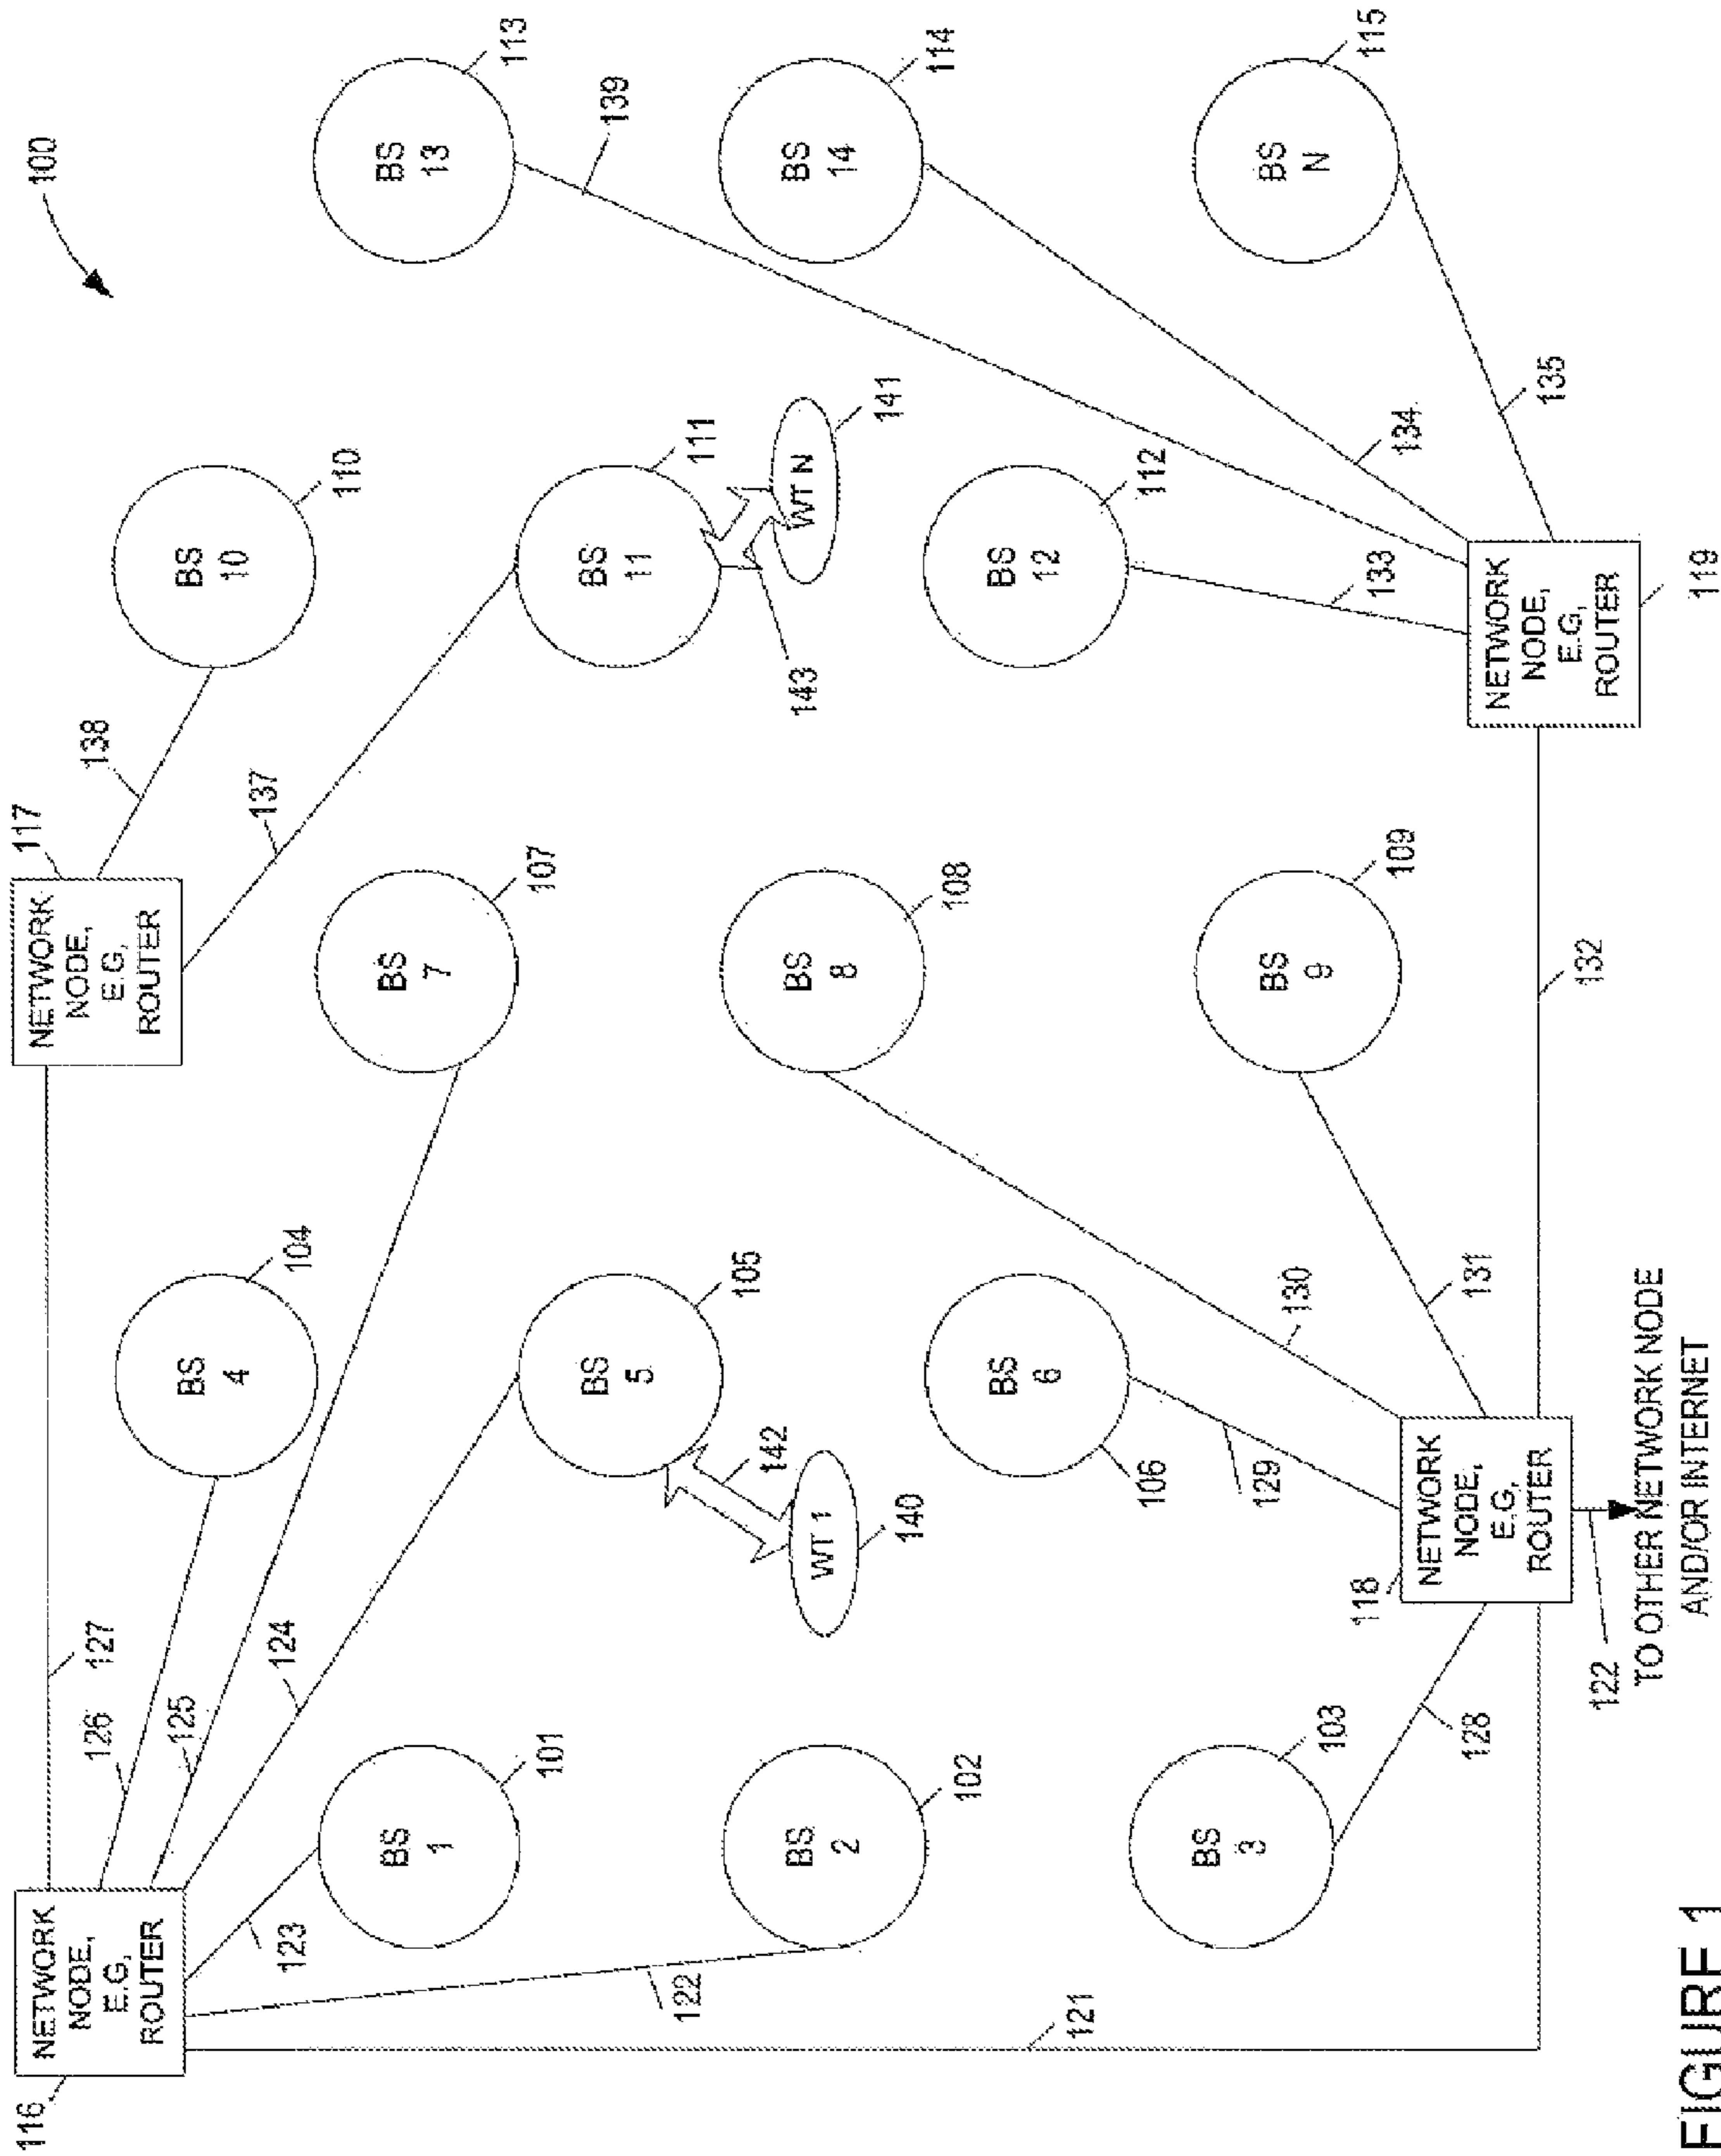 100
116
NETWORK
NODE,
E.G,
ROUTER
117
NETWORK
NODE,
E.G,
ROUTER
127
126
125
138
137
124
123
BS
4
104
BS
10
110
BS
1
101
BS
7
107
BS
13
113
122
BS
5
105
BS
11
111
139
142
143
WT 1
140
WT N
141
BS
2
102
BS
8
108
BS
14
114
BS
6
106
BS
12
112
121
BS
3
103
129
130
BS
9
109
BS
N
115
133
134
118
128
131
135
NETWORK
NODE,
E.G,
ROUTER
132
NETWORK
NODE,
E.G,
ROUTER
119
122
TO OTHER NETWORK NODE
AND/OR INTERNET
FIGURE 1